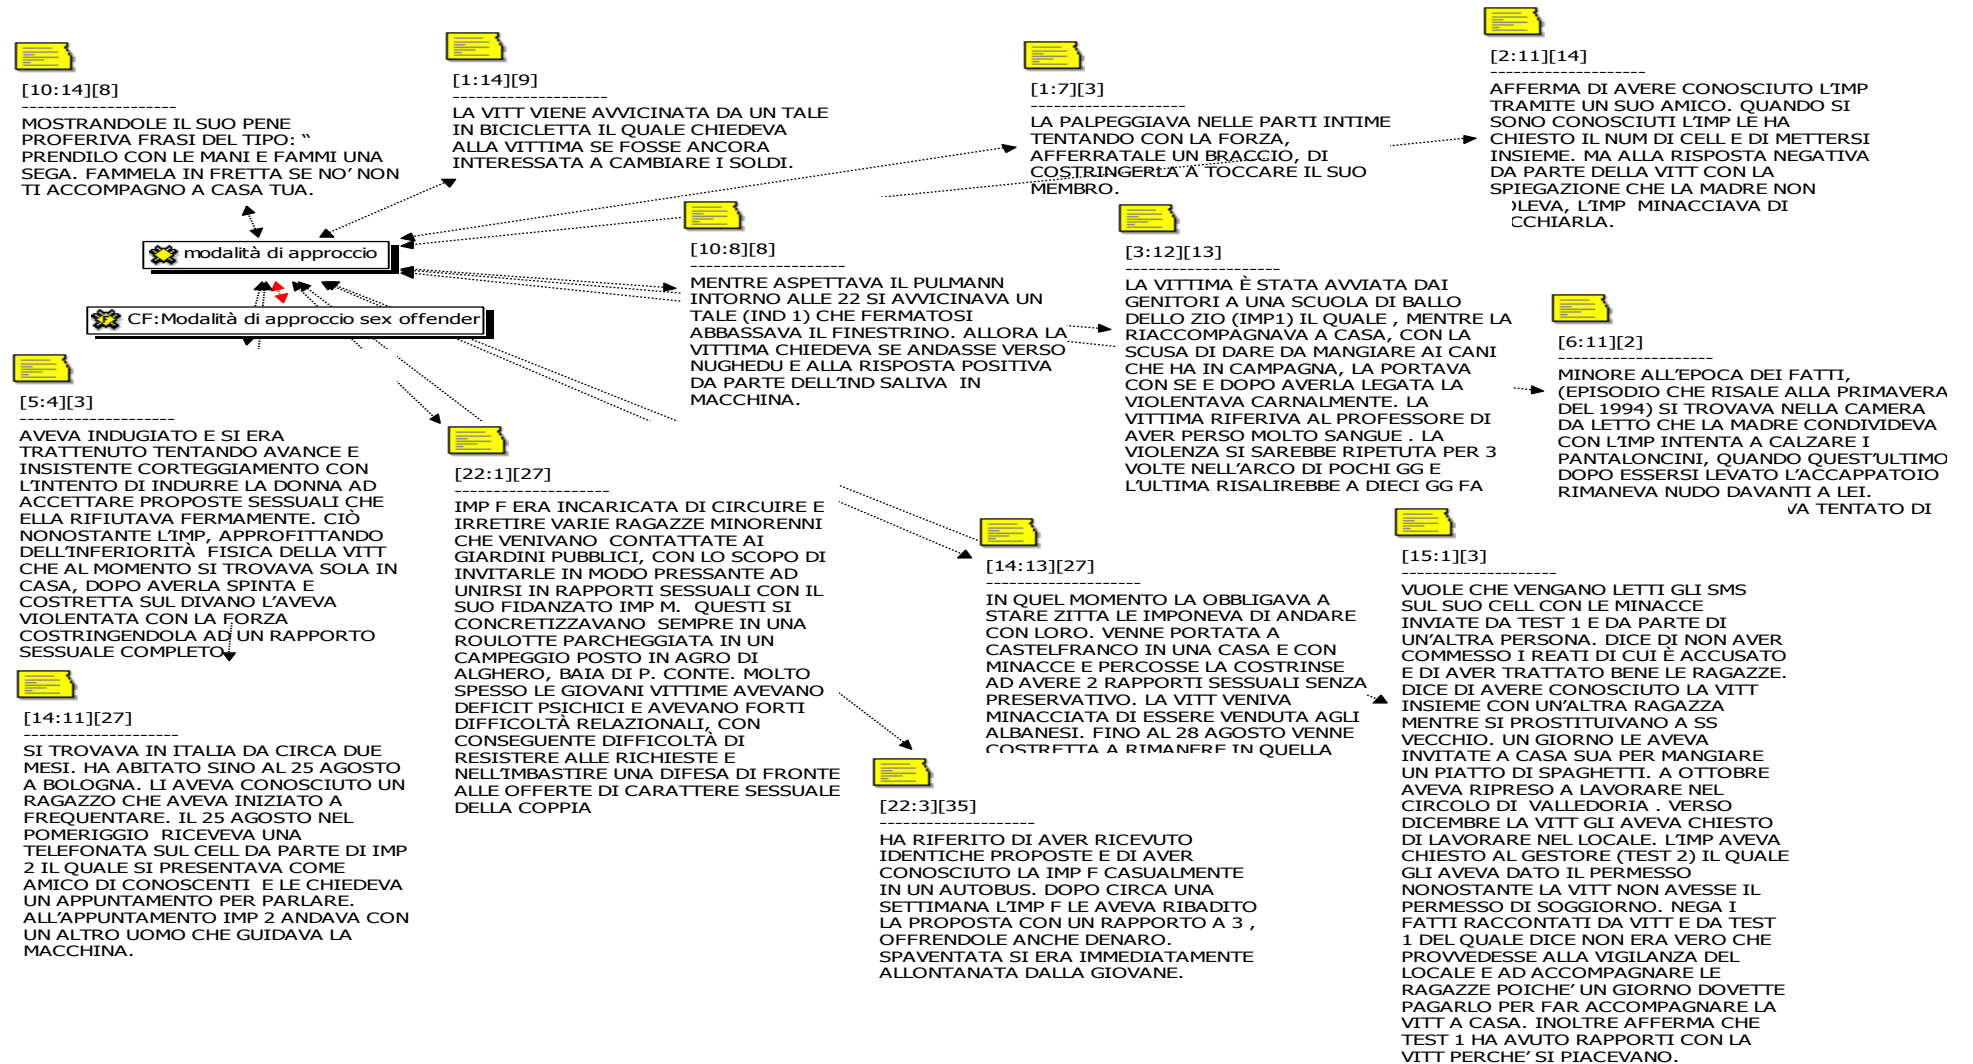 [10:14][8]
--------------------
MOSTRANDOLE IL SUO PENE
PROFERIVA FRASI DEL TIPO: “
PRENDILO CON LE MANI E FAMMI UNA
SEGA. FAMMELA IN FRETTA SE NO’ NON
TI ACCOMPAGNO A CASA TUA.
[1:14][9]
--------------------
LA VITT VIENE AVVICINATA DA UN TALE
IN BICICLETTA IL QUALE CHIEDEVA
ALLA VITTIMA SE FOSSE ANCORA
INTERESSATA A CAMBIARE I SOLDI.
[1:7][3]
--------------------
LA PALPEGGIAVA NELLE PARTI INTIME
TENTANDO CON LA FORZA,
AFFERRATALE UN BRACCIO, DI
COSTRINGERLA A TOCCARE IL SUO
MEMBRO.
[2:11][14]
--------------------
AFFERMA DI AVERE CONOSCIUTO L’IMP
TRAMITE UN SUO AMICO. QUANDO SI
SONO CONOSCIUTI L’IMP LE HA
CHIESTO IL NUM DI CELL E DI METTERSI
INSIEME. MA ALLA RISPOSTA NEGATIVA
DA PARTE DELLA VITT CON LA
SPIEGAZIONE CHE LA MADRE NON
OLEVA, L’IMP MINACCIAVA DI
CCHIARLA.
modalità di approccio
CF:Modalità di approccio sex offender
[10:8][8]
--------------------
MENTRE ASPETTAVA IL PULMANN
INTORNO ALLE 22 SI AVVICINAVA UN
TALE (IND 1) CHE FERMATOSI
ABBASSAVA IL FINESTRINO. ALLORA LA
VITTIMA CHIEDEVA SE ANDASSE VERSO
NUGHEDU E ALLA RISPOSTA POSITIVA
DA PARTE DELL’IND SALIVA IN
MACCHINA.
[3:12][13]
--------------------
LA VITTIMA È STATA AVVIATA DAI
GENITORI A UNA SCUOLA DI BALLO
DELLO ZIO (IMP1) IL QUALE , MENTRE LA
RIACCOMPAGNAVA A CASA, CON LA
SCUSA DI DARE DA MANGIARE AI CANI
CHE HA IN CAMPAGNA, LA PORTAVA
CON SE E DOPO AVERLA LEGATA LA
VIOLENTAVA CARNALMENTE. LA
VITTIMA RIFERIVA AL PROFESSORE DI
AVER PERSO MOLTO SANGUE . LA
VIOLENZA SI SAREBBE RIPETUTA PER 3
VOLTE NELL’ARCO DI POCHI GG E
L’ULTIMA RISALIREBBE A DIECI GG FA
[6:11][2]
--------------------
MINORE ALL’EPOCA DEI FATTI,
(EPISODIO CHE RISALE ALLA PRIMAVERA
DEL 1994) SI TROVAVA NELLA CAMERA
DA LETTO CHE LA MADRE CONDIVIDEVA
CON L’IMP INTENTA A CALZARE I
PANTALONCINI, QUANDO QUEST’ULTIMO
DOPO ESSERSI LEVATO L’ACCAPPATOIO
RIMANEVA NUDO DAVANTI A LEI.
VA TENTATO DI
[5:4][3]
--------------------
AVEVA INDUGIATO E SI ERA
TRATTENUTO TENTANDO AVANCE E
INSISTENTE CORTEGGIAMENTO CON
L’INTENTO DI INDURRE LA DONNA AD
ACCETTARE PROPOSTE SESSUALI CHE
ELLA RIFIUTAVA FERMAMENTE. CIÒ
NONOSTANTE L’IMP, APPROFITTANDO
DELL’INFERIORITÀ FISICA DELLA VITT
CHE AL MOMENTO SI TROVAVA SOLA IN
CASA, DOPO AVERLA SPINTA E
COSTRETTA SUL DIVANO L’AVEVA
VIOLENTATA CON LA FORZA
COSTRINGENDOLA AD UN RAPPORTO
SESSUALE COMPLETO
[22:1][27]
--------------------
IMP F ERA INCARICATA DI CIRCUIRE E
IRRETIRE VARIE RAGAZZE MINORENNI
CHE VENIVANO CONTATTATE AI
GIARDINI PUBBLICI, CON LO SCOPO DI
INVITARLE IN MODO PRESSANTE AD
UNIRSI IN RAPPORTI SESSUALI CON IL
SUO FIDANZATO IMP M. QUESTI SI
CONCRETIZZAVANO SEMPRE IN UNA
ROULOTTE PARCHEGGIATA IN UN
CAMPEGGIO POSTO IN AGRO DI
ALGHERO, BAIA DI P. CONTE. MOLTO
SPESSO LE GIOVANI VITTIME AVEVANO
DEFICIT PSICHICI E AVEVANO FORTI
DIFFICOLTÀ RELAZIONALI, CON
CONSEGUENTE DIFFICOLTÀ DI
RESISTERE ALLE RICHIESTE E
NELL’IMBASTIRE UNA DIFESA DI FRONTE
ALLE OFFERTE DI CARATTERE SESSUALE
DELLA COPPIA
[14:13][27]
--------------------
IN QUEL MOMENTO LA OBBLIGAVA A
STARE ZITTA LE IMPONEVA DI ANDARE
CON LORO. VENNE PORTATA A
CASTELFRANCO IN UNA CASA E CON
MINACCE E PERCOSSE LA COSTRINSE
AD AVERE 2 RAPPORTI SESSUALI SENZA
PRESERVATIVO. LA VITT VENIVA
MINACCIATA DI ESSERE VENDUTA AGLI
ALBANESI. FINO AL 28 AGOSTO VENNE
COSTRETTA A RIMANERE IN QUELLA
[15:1][3]
--------------------
VUOLE CHE VENGANO LETTI GLI SMS
SUL SUO CELL CON LE MINACCE
INVIATE DA TEST 1 E DA PARTE DI
UN’ALTRA PERSONA. DICE DI NON AVER
COMMESSO I REATI DI CUI È ACCUSATO
E DI AVER TRATTATO BENE LE RAGAZZE.
DICE DI AVERE CONOSCIUTO LA VITT
INSIEME CON UN’ALTRA RAGAZZA
MENTRE SI PROSTITUIVANO A SS
VECCHIO. UN GIORNO LE AVEVA
INVITATE A CASA SUA PER MANGIARE
UN PIATTO DI SPAGHETTI. A OTTOBRE
AVEVA RIPRESO A LAVORARE NEL
CIRCOLO DI VALLEDORIA . VERSO
DICEMBRE LA VITT GLI AVEVA CHIESTO
DI LAVORARE NEL LOCALE. L’IMP AVEVA
CHIESTO AL GESTORE (TEST 2) IL QUALE
GLI AVEVA DATO IL PERMESSO
NONOSTANTE LA VITT NON AVESSE IL
PERMESSO DI SOGGIORNO. NEGA I
FATTI RACCONTATI DA VITT E DA TEST
1 DEL QUALE DICE NON ERA VERO CHE
PROVVEDESSE ALLA VIGILANZA DEL
LOCALE E AD ACCOMPAGNARE LE
RAGAZZE POICHE’ UN GIORNO DOVETTE
PAGARLO PER FAR ACCOMPAGNARE LA
VITT A CASA. INOLTRE AFFERMA CHE
TEST 1 HA AVUTO RAPPORTI CON LA
VITT PERCHE’ SI PIACEVANO.
[14:11][27]
--------------------
SI TROVAVA IN ITALIA DA CIRCA DUE
MESI. HA ABITATO SINO AL 25 AGOSTO
A BOLOGNA. LI AVEVA CONOSCIUTO UN
RAGAZZO CHE AVEVA INIZIATO A
FREQUENTARE. IL 25 AGOSTO NEL
POMERIGGIO RICEVEVA UNA
TELEFONATA SUL CELL DA PARTE DI IMP
2 IL QUALE SI PRESENTAVA COME
AMICO DI CONOSCENTI E LE CHIEDEVA
UN APPUNTAMENTO PER PARLARE.
ALL’APPUNTAMENTO IMP 2 ANDAVA CON
UN ALTRO UOMO CHE GUIDAVA LA
MACCHINA.
[22:3][35]
--------------------
HA RIFERITO DI AVER RICEVUTO
IDENTICHE PROPOSTE E DI AVER
CONOSCIUTO LA IMP F CASUALMENTE
IN UN AUTOBUS. DOPO CIRCA UNA
SETTIMANA L’IMP F LE AVEVA RIBADITO
LA PROPOSTA CON UN RAPPORTO A 3 ,
OFFRENDOLE ANCHE DENARO.
SPAVENTATA SI ERA IMMEDIATAMENTE
ALLONTANATA DALLA GIOVANE.